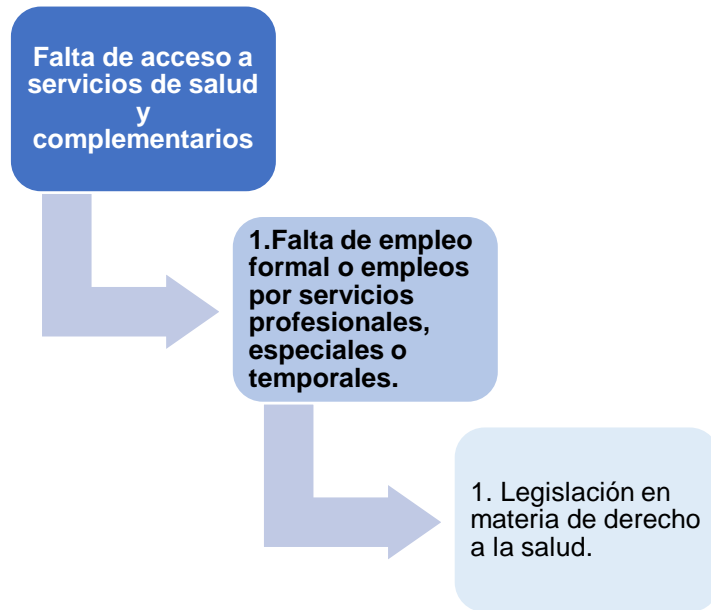 Falta de acceso a
servicios de salud
y
complementarios
1.Falta de empleo
formal o empleos
por servicios
profesionales,
especiales o
temporales.
1. Legislación en
materia de derecho
a la salud.